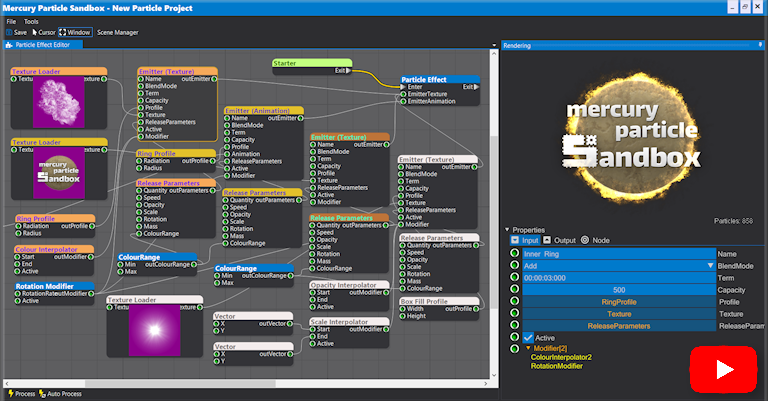 Mercury Particle Sandbox - New Particle Project
File Tools
Save Cursor Window Scene Manager
Particle Effect Editor
Rendering
Starter
Exit
Particle Effect
Enter Exit
EmitterTexture
EmitterAnimation
Texture Loader
Textu texture
Texture Loader
Textu texture
mercury
particle
Sandbox
Ring Profile
Radiation outProfile
Radius
Colour Interpolator
Start outModifier
End
Active
Rotation Modifier
RotationRate outModifier
Active
Emitter (Texture)
Name outEmitter
BlendMode
Term
Capacity
Profile
Texture
ReleaseParameters
Active
Modifier
Ring Profile
Radiation outProfile
Radius
Release Parameters
Quantity outParameters
Speed
Opacity
Scale
Rotation
Mass
ColourRange
ColourRange
Min outColourRange
Max
Texture Loader
Textu texture
Emitter (Animation)
Name outEmitter
BlendMode
Term
Capacity
Profile
Animation
ReleaseParameters
Active
Modifier
Release Parameters
Quantity outParameters
Speed
Opacity
Scale
Rotation
Mass
ColourRange
ColourRange
Min outColourRange
Max
Vector
X outVector
Y
Vector
X outVector
Y
Emitter (Texture)
Name outEmitter
BlendMode
Term
Capacity
Profile
Texture
ReleaseParameters
Active
Modifier
Release Parameters
Quantity outParameters
Speed
Opacity
Scale
Rotation
Mass
ColourRange
Opacity Interpolator
Start outModifier
End
Active
Scale Interpolator
Start outModifier
End
Active
Emitter (Texture)
Name outEmitter
BlendMode
Term
Capacity
Profile
Texture
ReleaseParameters
Active
Modifier
Release Parameters
Quantity outParameters
Speed
Opacity
Scale
Rotation
Mass
ColourRange
Box Fill Profile
Width outProfile
Height
mercury
particle
Sandbox
Particles: 858
Properties
Input Output Node
Inner Ring Name
Add BlendMode
00:00:03:000 Term
500 Capacity
RingProfile Profile
Texture Texture
ReleaseParameters ReleaseParam
Active
Modifier[2]
ColourInterpolator2
RotationModifier
Process Auto Process